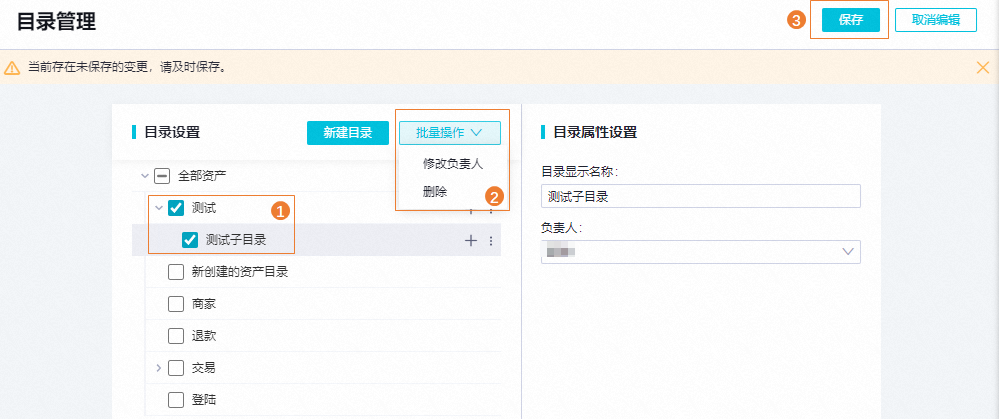 目录管理
3
保存
取消编辑
当前存在未保存的变更，请及时保存。
目录设置
新建目录
批量操作
目录属性设置
修改负责人
删除
2
全部资产
目录显示名称:
测试
1
测试子目录
测试子目录
负责人:
新创建的资产目录
商家
退款
交易
登陆